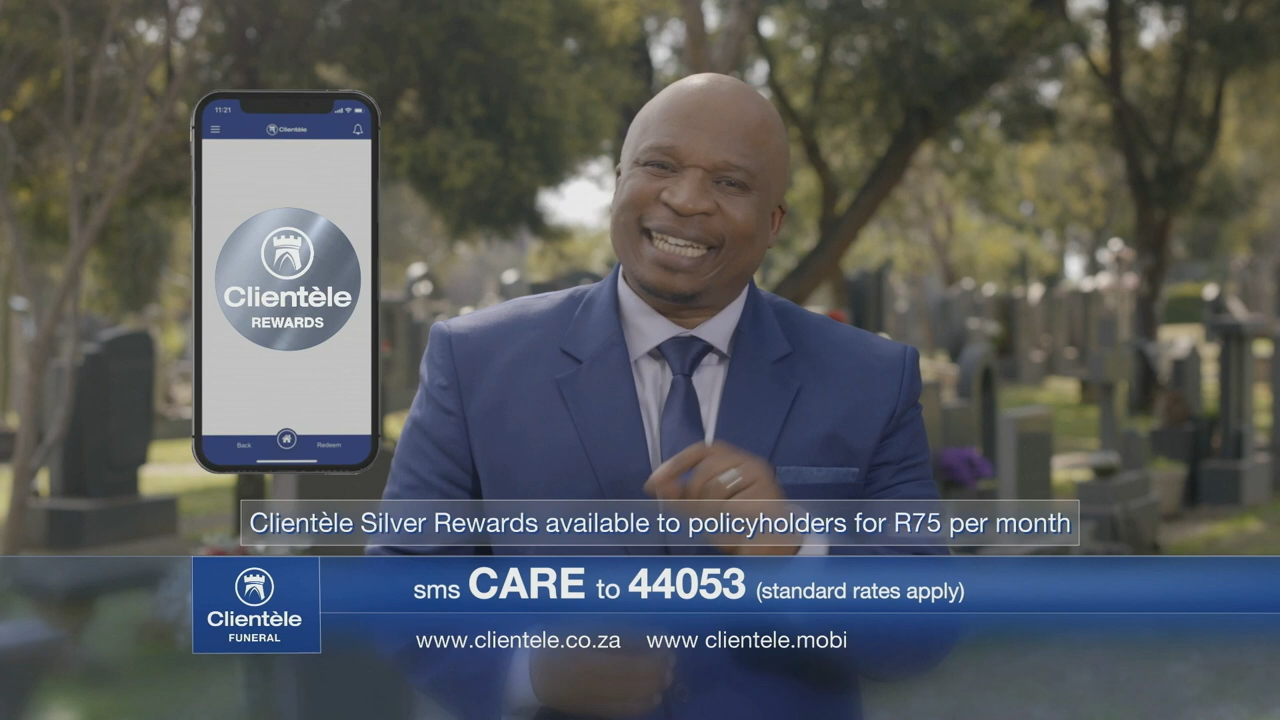 11:21
Clientèle
Clientèle
REWARDS
Back
Redeem
Clientèle Silver Rewards available to policyholders for R75 per month
sms CARE to 44053 (standard rates apply)
Clientèle
FUNERAL
www.clientele.co.za www clientele.mobi